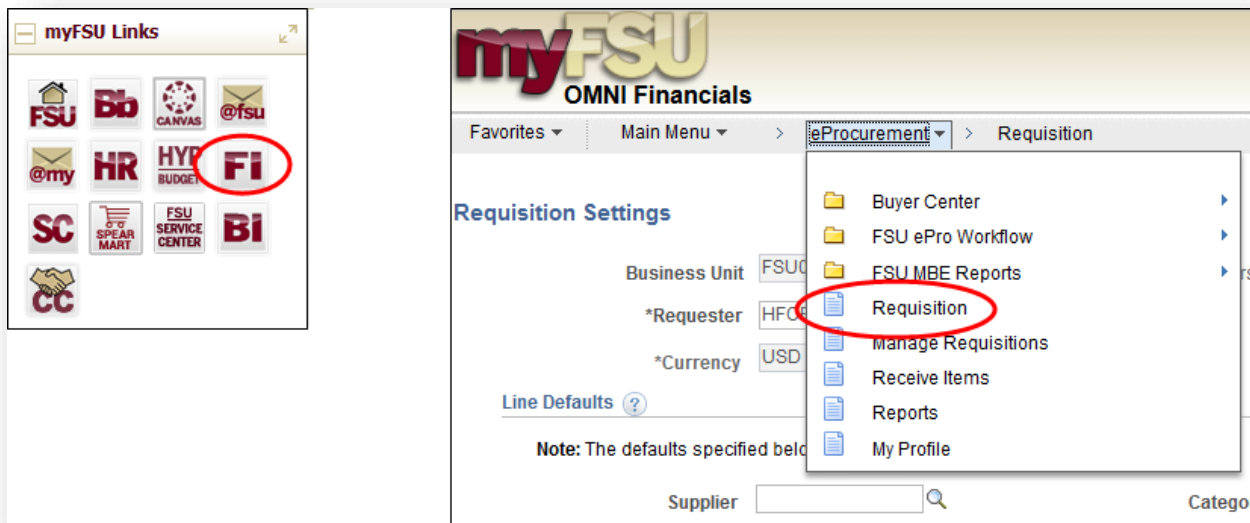 myFSU Links
FSU Bb CANVAS @fsu
@my HR HYP BUDGET FI
SC SPEAR MART FSU SERVICE CENTER BI
CC
myFSU
OMNI Financials
Favorites Main Menu > eProcurement > Requisition
Requisition Settings
Business Unit FSU0
*Requester
*Currency USD
Line Defaults ?
Note: The defaults specified
Supplier
Buyer Center
FSU ePro Workflow
FSU MBE Reports
Requisition
Manage Requisitions
Receive Items
Reports
My Profile